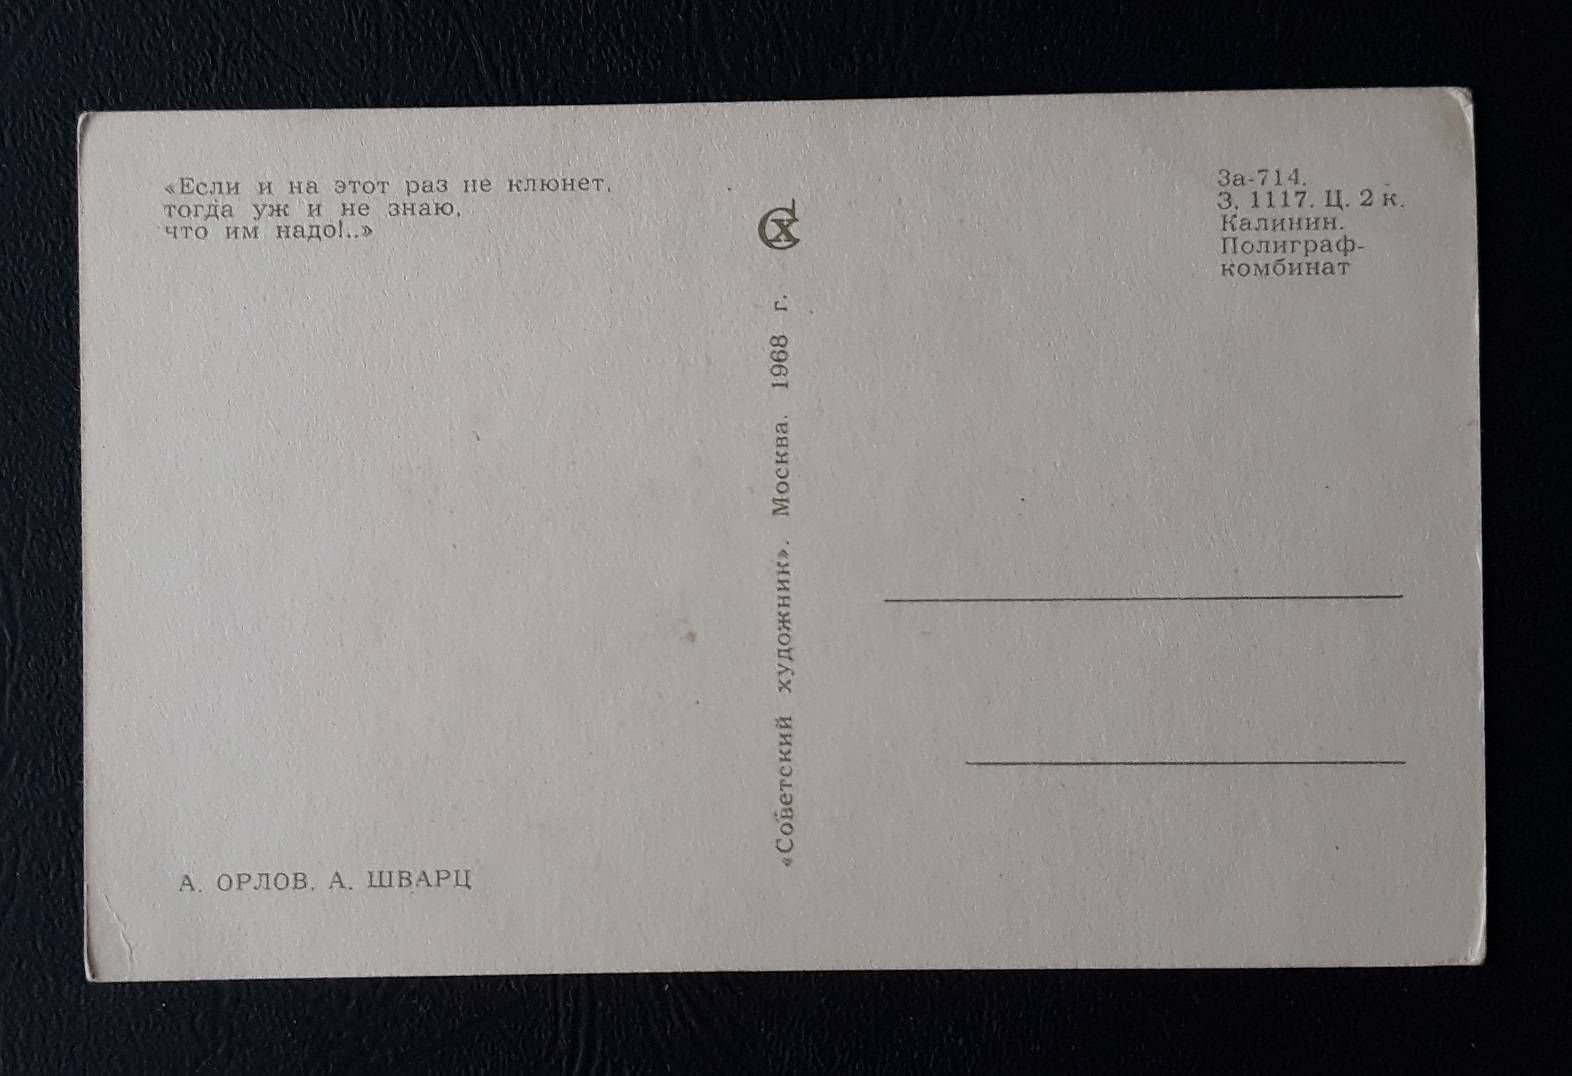 «Если и на этот раз не клюнет,
тогда уж и не знаю,
что им надо!..»
А. ОРЛОВ, А. ШВАРЦ
СХ
«Советский художник». Москва. 1968 г.
За-714.
З. 1117. Ц. 2 к.
Калинин.
Полиграф-
комбинат